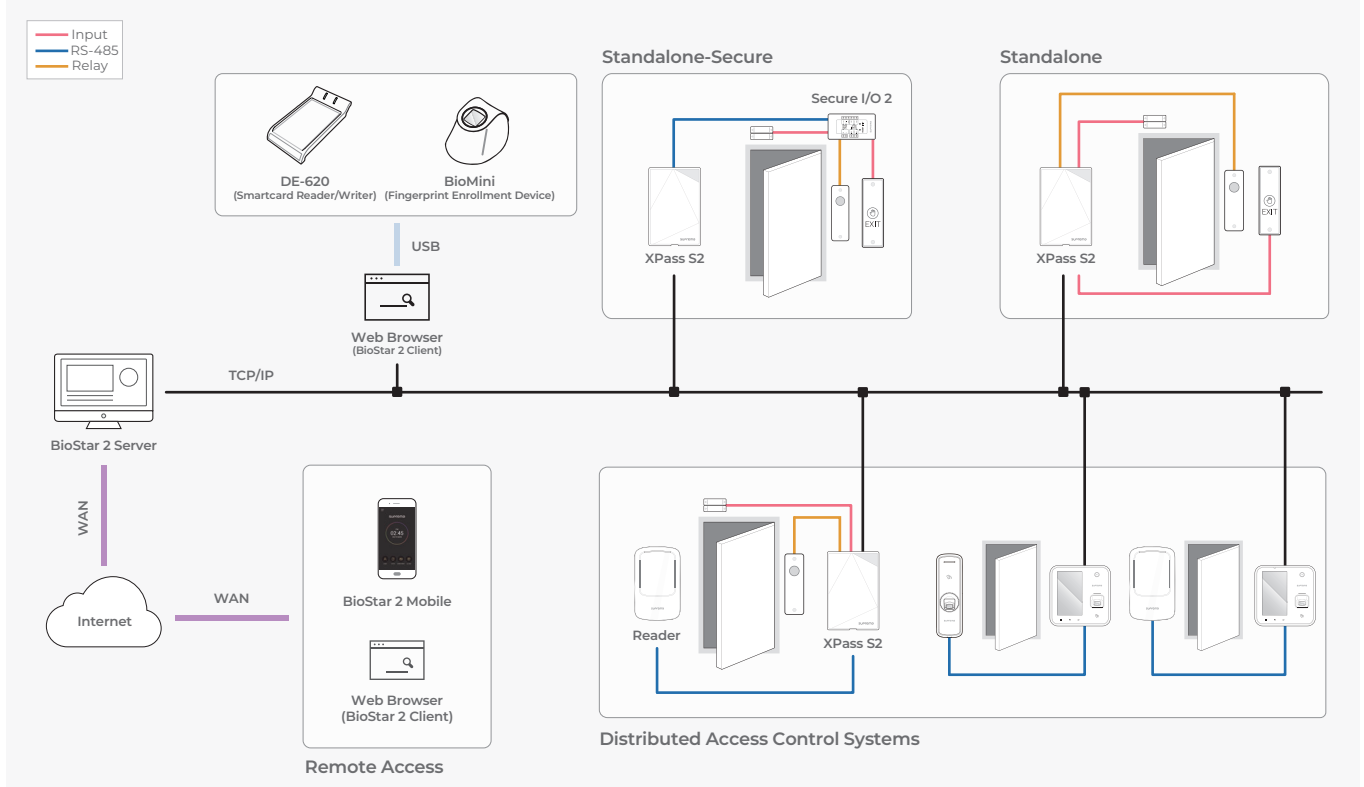 Input
RS-485
Relay
DE-620
(Smartcard Reader/Writer)
BioMini
(Fingerprint Enrollment Device)
USB
Web Browser
(BioStar 2 Client)
TCP/IP
BioStar 2 Server
WAN
Internet
WAN
BioStar 2 Mobile
Web Browser
(BioStar 2 Client)
Remote Access
Standalone-Secure
Secure I/O 2
EXIT
XPass S2
Standalone
EXIT
XPass S2
Reader
XPass S2
Distributed Access Control Systems